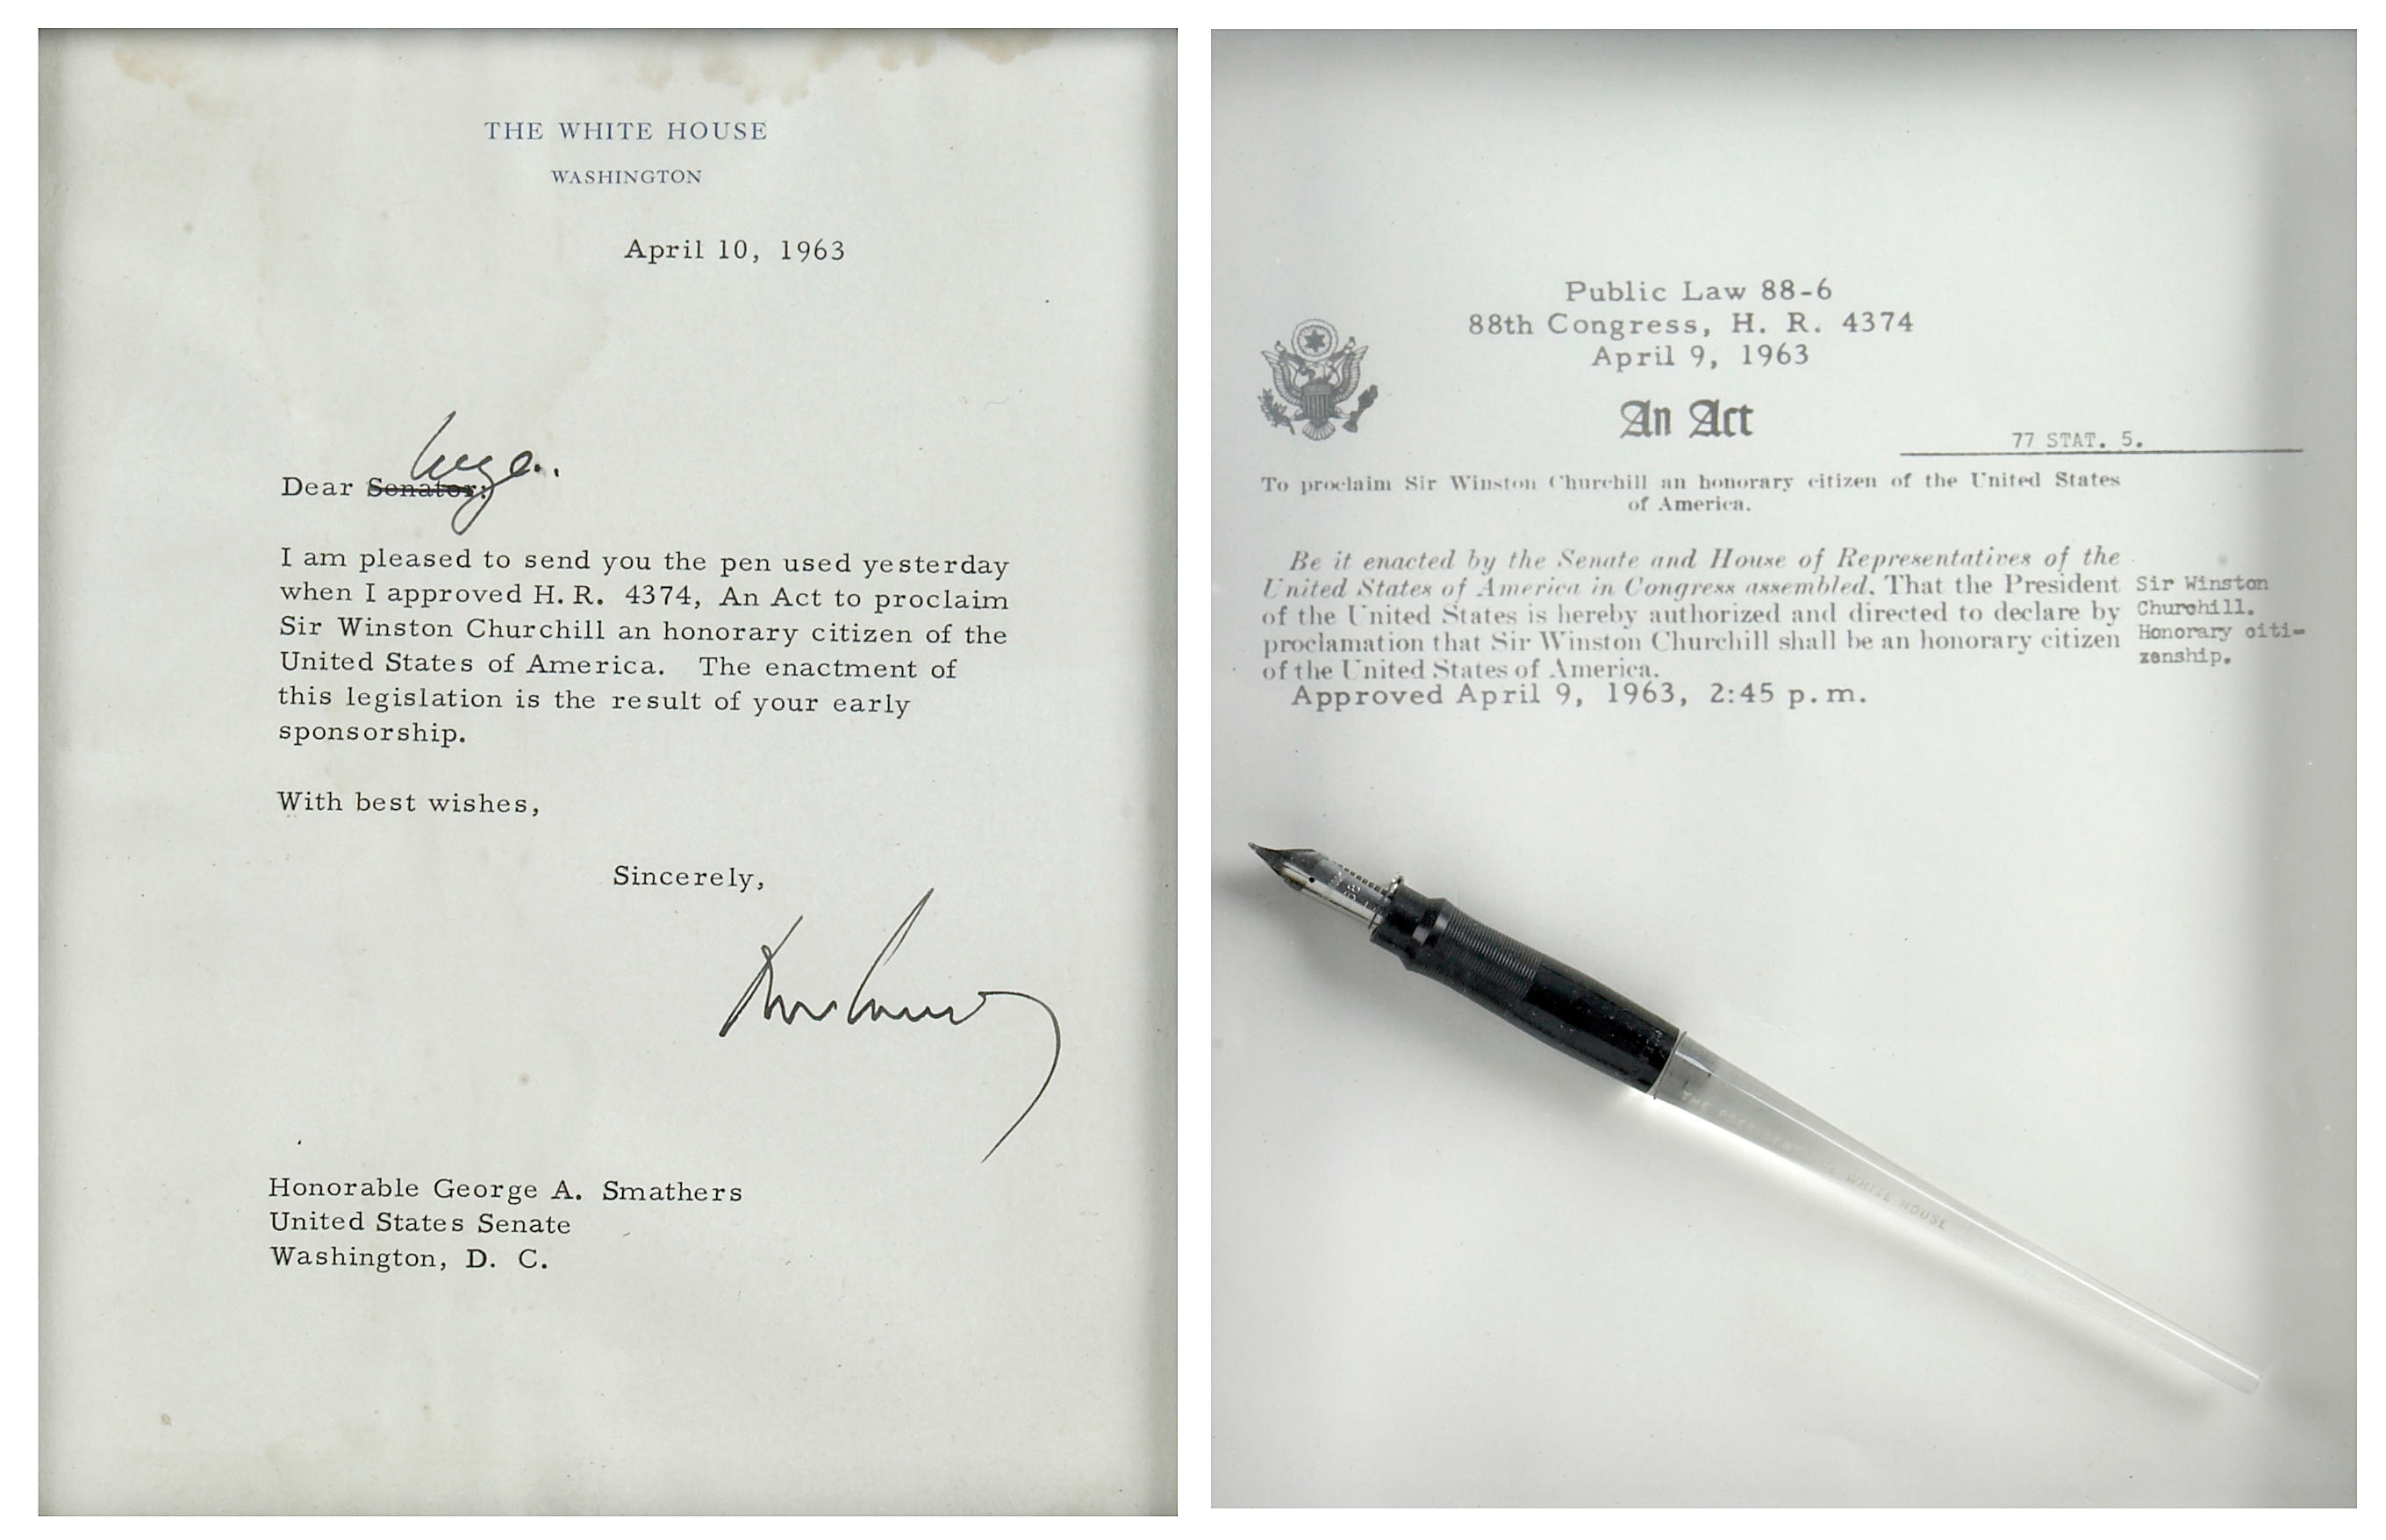 THE WHITE HOUSE
WASHINGTON
April 10, 1963
Dear Senator:
I am pleased to send you the pen used yesterday
when I approved H. R. 4374, An Act to proclaim
Sir Winston Churchill an honorary citizen of the
United States of America. The enactment of
this legislation is the result of your early
sponsorship.
With best wishes,
Sincerely,
Honorable George A. Smathers
United States Senate
Washington, D. C.
Public Law 88-6
88th Congress, H. R. 4374
April 9, 1963
An Act
77 STAT. 5.
To proclaim Sir Winston Churchill an honorary citizen of the United States
of America.
Be it enacted by the Senate and House of Representatives of the
United States of America in Congress assembled, That the President
of the United States is hereby authorized and directed to declare by
proclamation that Sir Winston Churchill shall be an honorary citizen
of the United States of America.
Sir Winston
Churchill.
Honorary citi-
zenship.
Approved April 9, 1963, 2:45 p.m.
THE PRESIDENT THE WHITE HOUSE